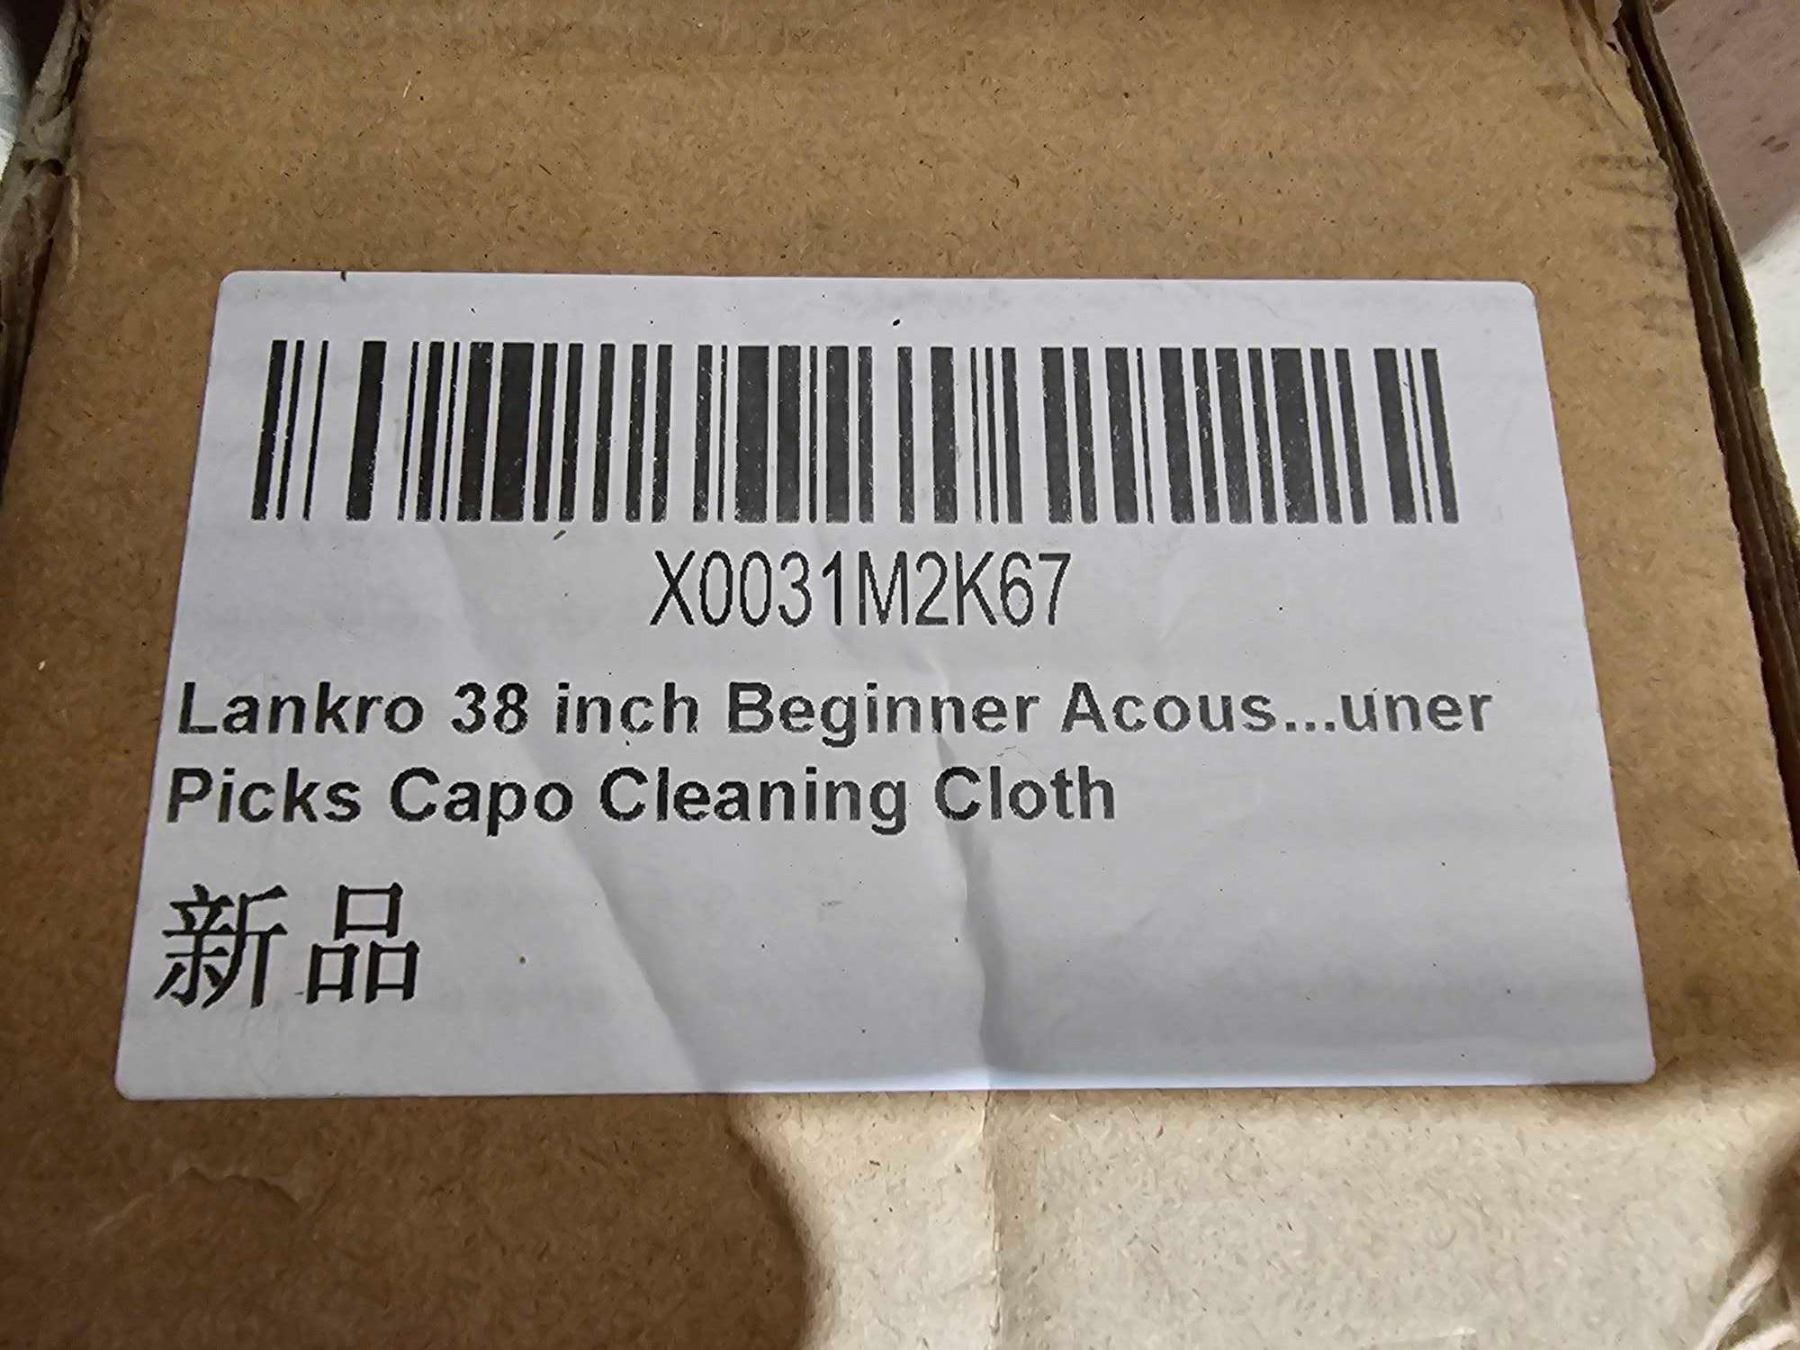 X0031M2K67
Lankro 38 inch Beginner Acous...uner
Picks Capo Cleaning Cloth
新品